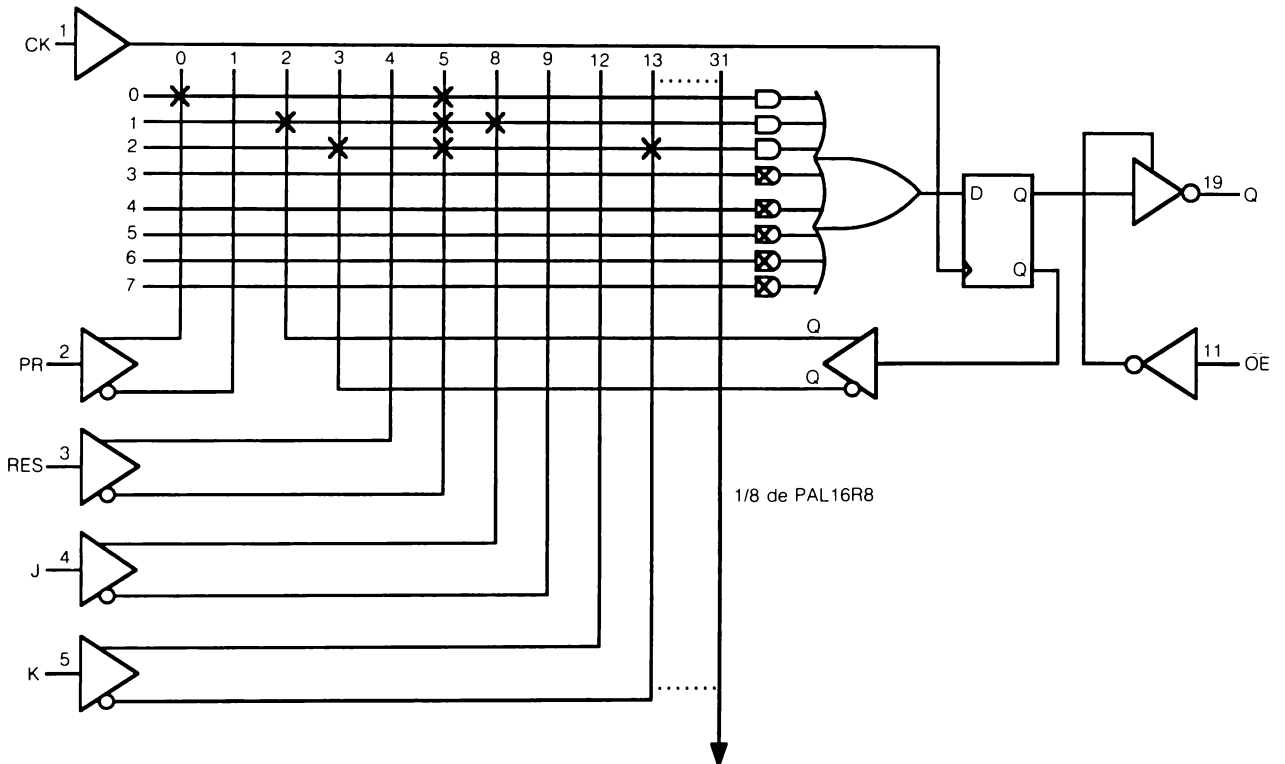 CK 1
0 1 2 3 4 5 8 9 12 13 ........ 31
0
1
2
3
4
5
6
7
D Q
Q
19 Q
Q
Q
11 OE
PR 2
RES 3
J 4
K 5
1/8 de PAL16R8